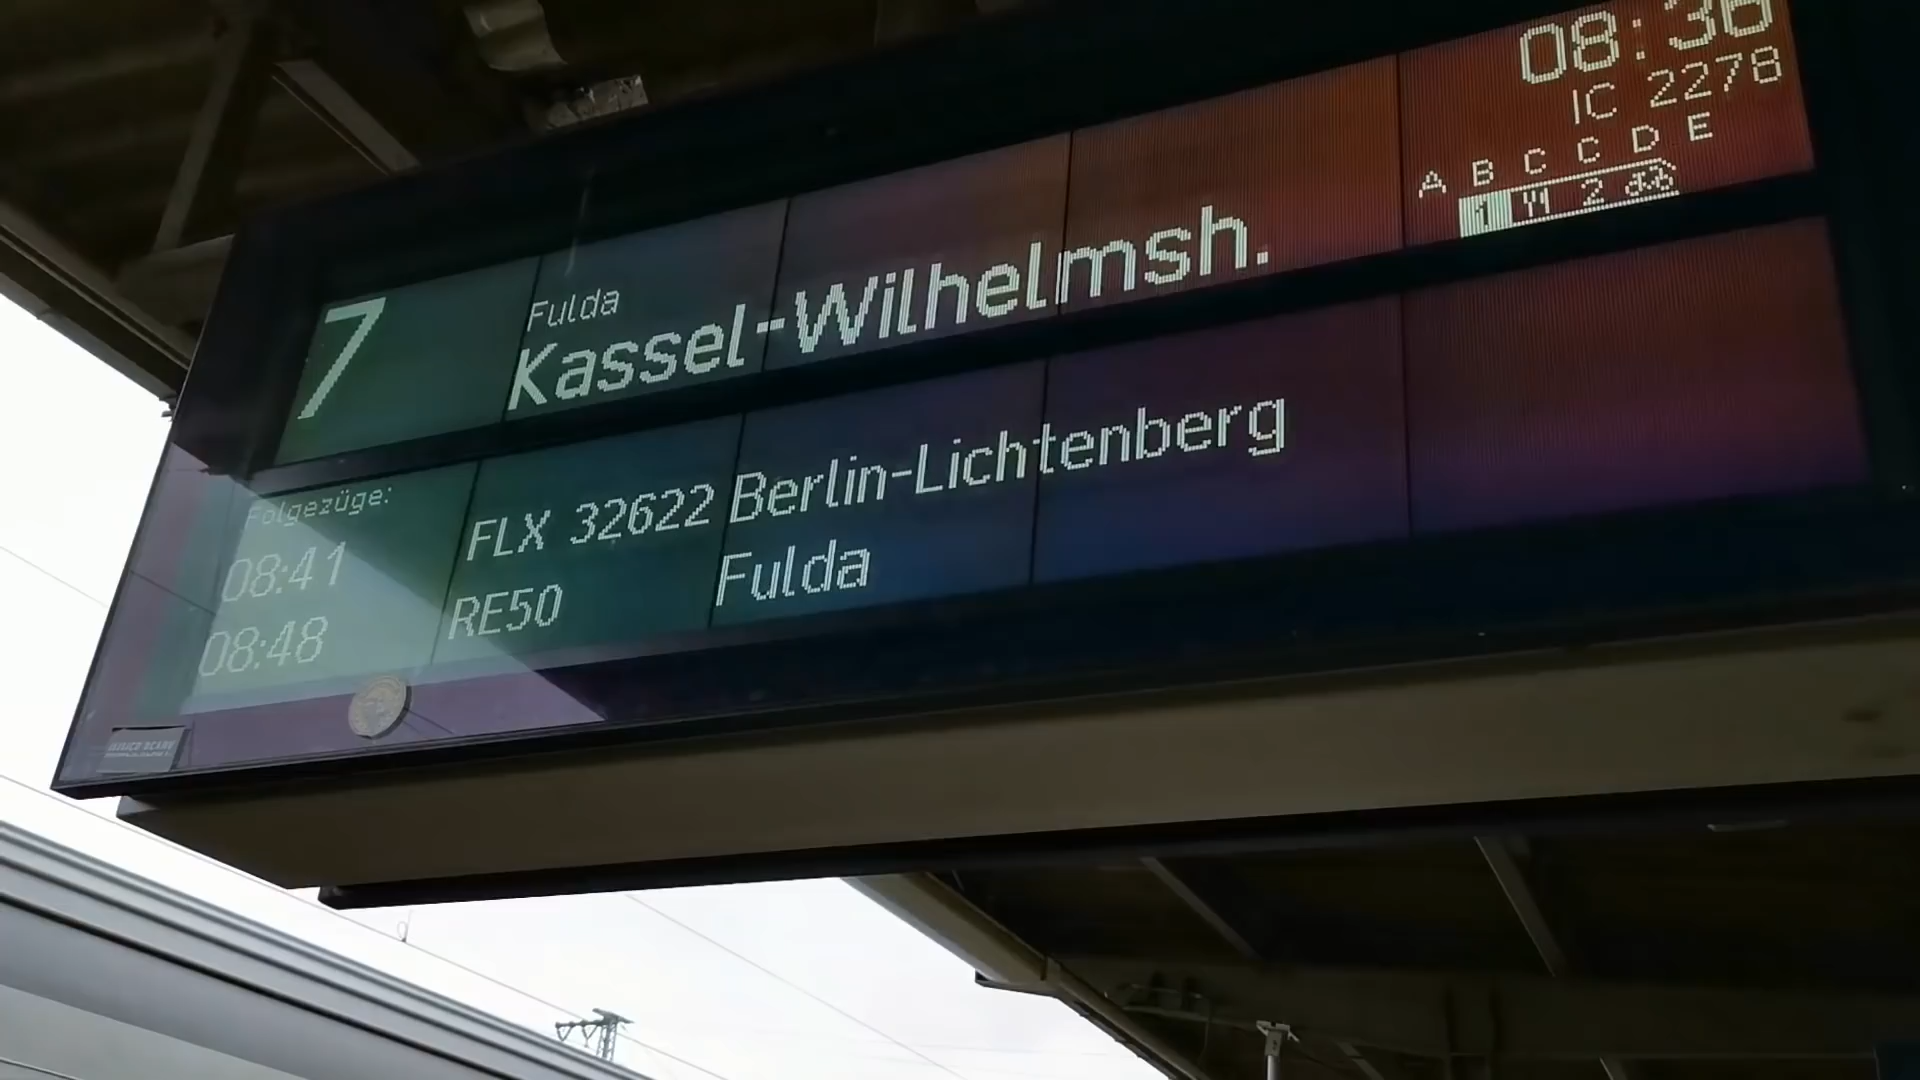 08:36
IC 2278
A B C C D E
1 2
7
Fulda
Kassel-Wilhelmsh.
Folgezüge:
08:41 FLX 32622 Berlin-Lichtenberg
08:48 RE50 Fulda